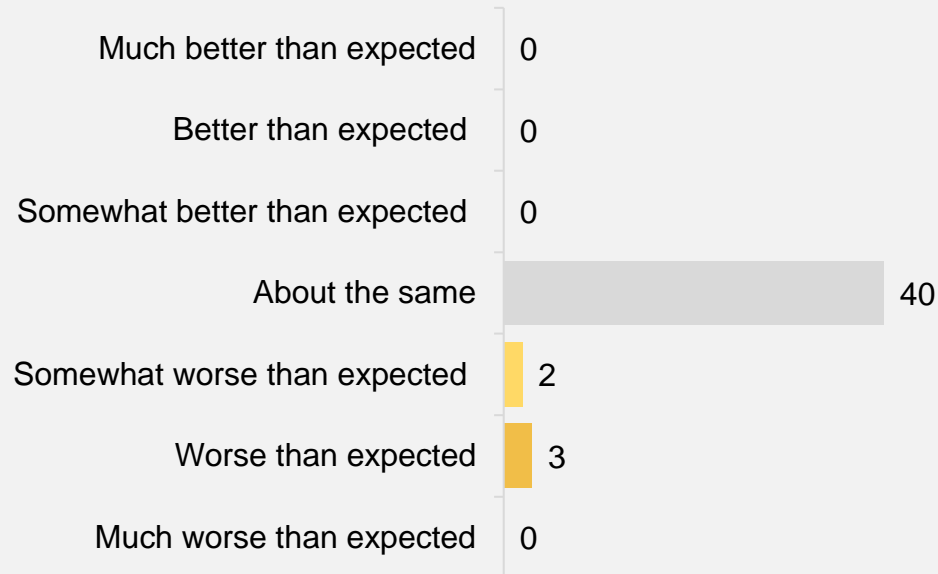 Much better than expected 0
Better than expected 0
Somewhat better than expected 0
About the same 40
Somewhat worse than expected 2
Worse than expected 3
Much worse than expected 0